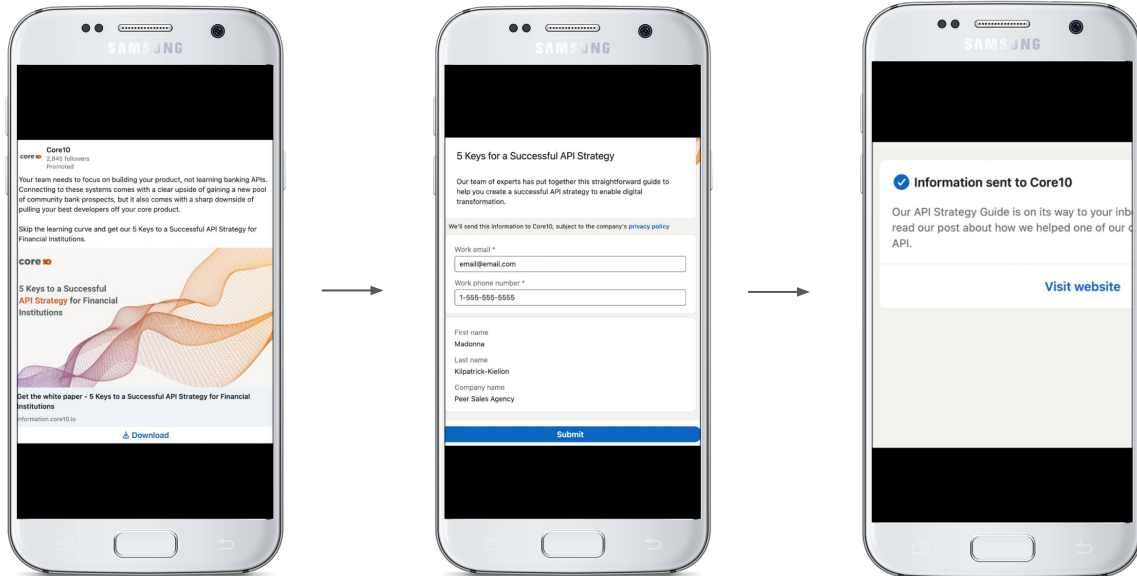 SAMSUNG
core10
Core10
2,845 followers
Promoted
Your team needs to focus on building your product, not learning banking APIs.
Connecting to these systems comes with a clear upside of gaining a new pool
of community bank prospects, but it also comes with a sharp downside of
pulling your best developers off your core product.
Skip the learning curve and get our 5 Keys to a Successful API Strategy for
Financial Institutions.
core 10
5 Keys to a Successful
API Strategy for Financial
Institutions
Get the white paper - 5 Keys to a Successful API Strategy for Financial
Institutions
information.core10.io
Download
SAMSUNG
5 Keys for a Successful API Strategy
Our team of experts has put together this straightforward guide to
help you create a successful API strategy to enable digital
transformation.
We'll send this information to Core10, subject to the company's privacy policy
Work email *
email@email.com
Work phone number *
1-555-555-5555
First name
Madonna
Last name
Kilpatrick-Kielion
Company name
Peer Sales Agency
Submit
SAMSUNG
Information sent to Core10
Our API Strategy Guide is on its way to your
read our post about how we helped one of our
API.
Visit website